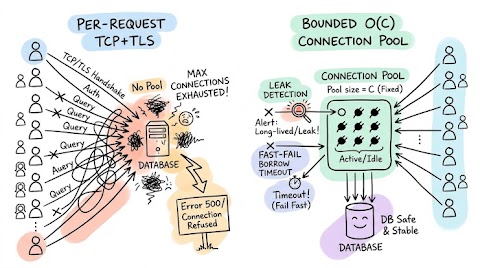 PER-REQUEST
TCP+TLS
TCP/TLS Handshake
Auth.
Query
Query
Query
Query
Awery
Query
No Pool
MAX
CONNECTIONS
EXHAUSTED!
DATABASE
Error 500/
Connection
Refused
BOUNDED O(C)
CONNECTION POOL
LEAK
DETECTION
Alert:
Long-lived/Leak!
FAST-FAIL
BORROW
TIMEOUT
Timeout!
(Fail Fast)
CONNECTION POOL
Pool size = C (Fixed)
Active/Idle
DB Safe
& Stable
DATABASE